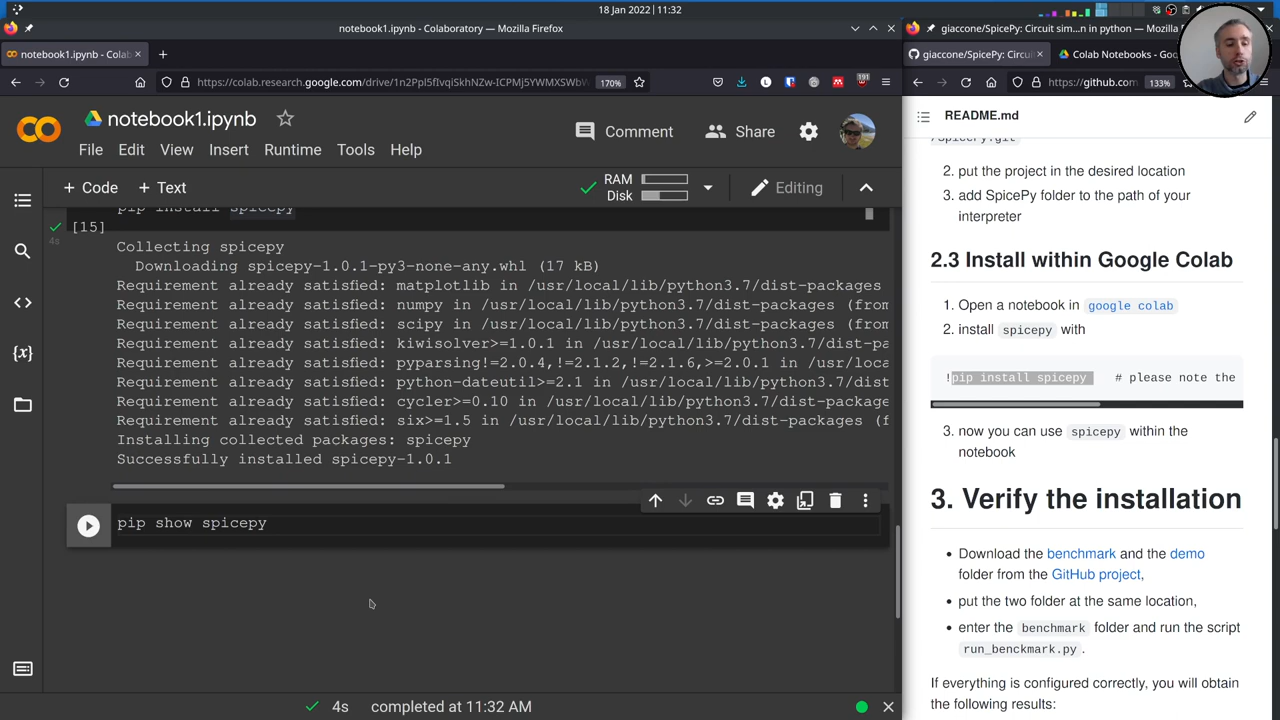 18 Jan 2022 | 11:32
notebook1.ipynb - Colaboratory — Mozilla Firefox
giaccone/SpicePy: Circuit sim...n in python — Mozilla F
notebook1.ipynb - Colab
giaccone/SpicePy: Circui
Colab Notebooks - Goo
https://colab.research.google.com/drive/1n2Ppl5fIvqiSkhNZw-ICPMj5YWMXSWb
170%
191
https://github.com
133%
notebook1.ipynb
File Edit View Insert Runtime Tools Help
Comment
Share
+ Code + Text
RAM
Disk
Editing
pip install spicepy
[15]
4s
Collecting spicepy
Downloading spicepy-1.0.1-py3-none-any.whl (17 kB)
Requirement already satisfied: matplotlib in /usr/local/lib/python3.7/dist-packages
Requirement already satisfied: numpy in /usr/local/lib/python3.7/dist-packages (from
Requirement already satisfied: scipy in /usr/local/lib/python3.7/dist-packages (from
Requirement already satisfied: kiwisolver>=1.0.1 in /usr/local/lib/python3.7/dist-pa
Requirement already satisfied: pyparsing!=2.0.4,!=2.1.2,!=2.1.6,>=2.0.1 in /usr/loca
Requirement already satisfied: python-dateutil>=2.1 in /usr/local/lib/python3.7/dist
Requirement already satisfied: cycler>=0.10 in /usr/local/lib/python3.7/dist-package
Requirement already satisfied: six>=1.5 in /usr/local/lib/python3.7/dist-packages (f
Installing collected packages: spicepy
Successfully installed spicepy-1.0.1
pip show spicepy
4s completed at 11:32 AM
README.md
/SpicePy.git
2. put the project in the desired location
3. add SpicePy folder to the path of your
interpreter
2.3 Install within Google Colab
1. Open a notebook in google colab
2. install spicepy with
!pip install spicepy # please note the
3. now you can use spicepy within the
notebook
3. Verify the installation
• Download the benchmark and the demo
folder from the GitHub project,
• put the two folder at the same location,
• enter the benchmark folder and run the script
run_benckmark.py.
If everything is configured correctly, you will obtain
the following results: